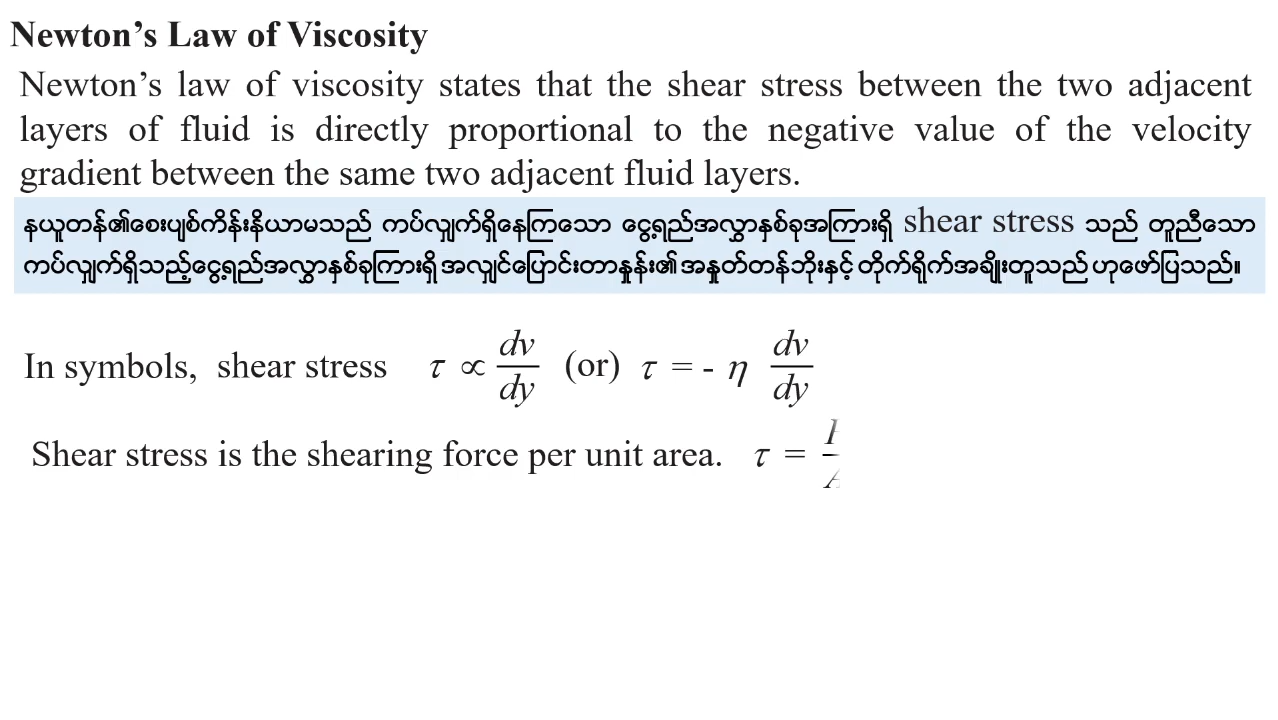 Newton’s Law of Viscosity
Newton’s law of viscosity states that the shear stress between the two adjacent
layers of fluid is directly proportional to the negative value of the velocity
gradient between the same two adjacent fluid layers.
နယူတန်၏စေးပျစ်ကိန်းနိယာမသည် ကပ်လျှက်ရှိနေကြသော ငွေ့ရည်အလွှာနှစ်ခုအကြားရှိ shear stress သည် တူညီသော
ကပ်လျှက်ရှိသည့်ငွေ့ရည်အလွှာနှစ်ခုကြားရှိ အလျင်ပြောင်းတာနှုန်း၏ အနှုတ်တန်ဘိုးနှင့် တိုက်ရိုက်အချိုးတူသည် ဟုဖော်ပြသည်။
In symbols, shear stress τ ∝ dv/dy (or) τ = - η dv/dy
Shear stress is the shearing force per unit area. τ =